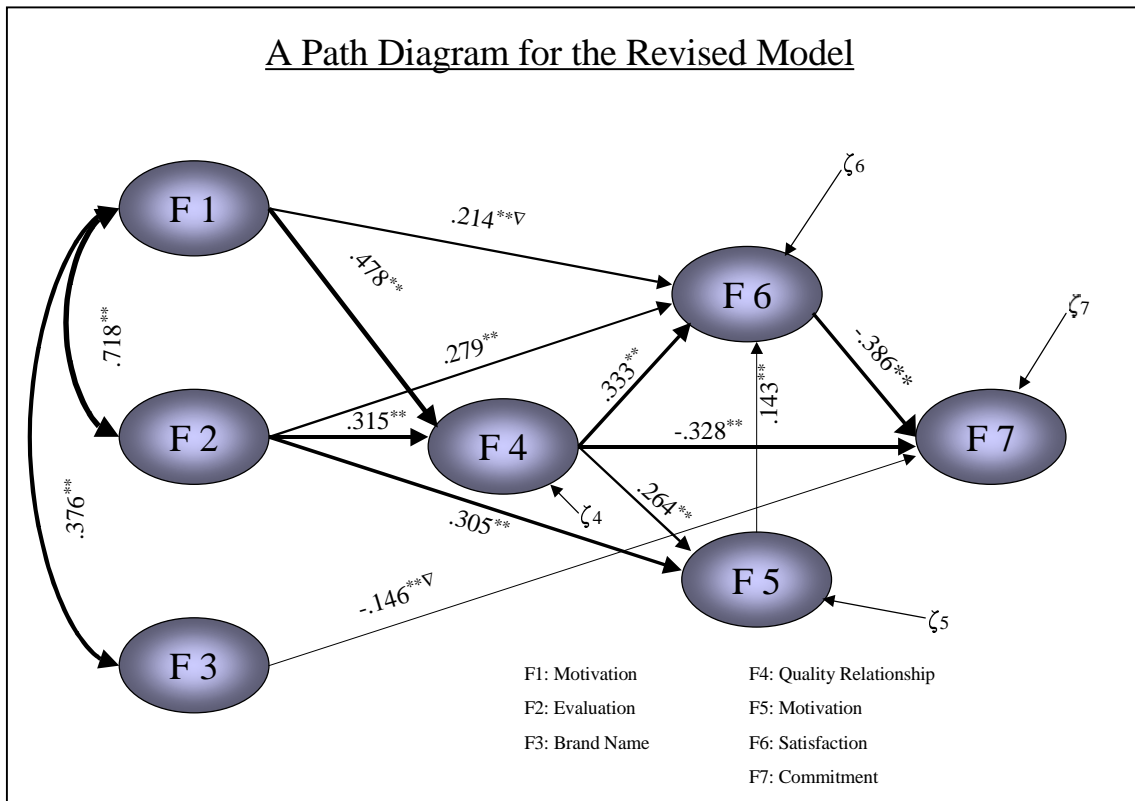 A Path Diagram for the Revised Model
ζ6
F 1
.214**∇
.478**
F 6
ζ7
.718**
.279**
.333**
.143**
-.386**
F 2
.315**
F 4
-.328**
F 7
.376**
.305**
ζ4
.264**
-.146**∇
F 5
ζ5
F 3
F1: Motivation
F2: Evaluation
F3: Brand Name
F4: Quality Relationship
F5: Motivation
F6: Satisfaction
F7: Commitment